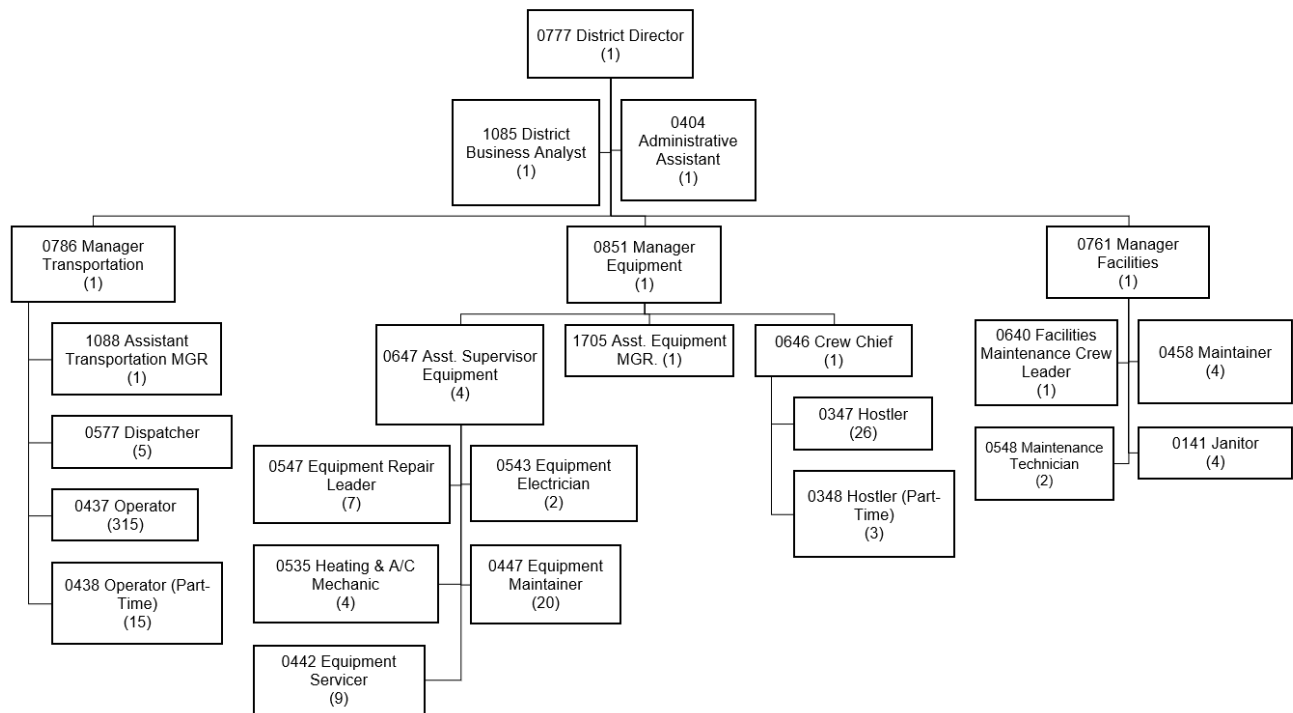 0777 District Director
(1)
1085 District
Business Analyst
(1)
0404
Administrative
Assistant
(1)
0786 Manager
Transportation
(1)
0851 Manager
Equipment
(1)
0761 Manager
Facilities
(1)
1088 Assistant
Transportation MGR
(1)
0577 Dispatcher
(5)
0437 Operator
(315)
0438 Operator (Part-
Time)
(15)
0647 Asst. Supervisor
Equipment
(4)
1705 Asst. Equipment
MGR. (1)
0646 Crew Chief
(1)
0547 Equipment Repair
Leader
(7)
0543 Equipment
Electrician
(2)
0535 Heating & A/C
Mechanic
(4)
0447 Equipment
Maintainer
(20)
0442 Equipment
Servicer
(9)
0347 Hostler
(26)
0348 Hostler (Part-
Time)
(3)
0640 Facilities
Maintenance Crew
Leader
(1)
0458 Maintainer
(4)
0548 Maintenance
Technician
(2)
0141 Janitor
(4)